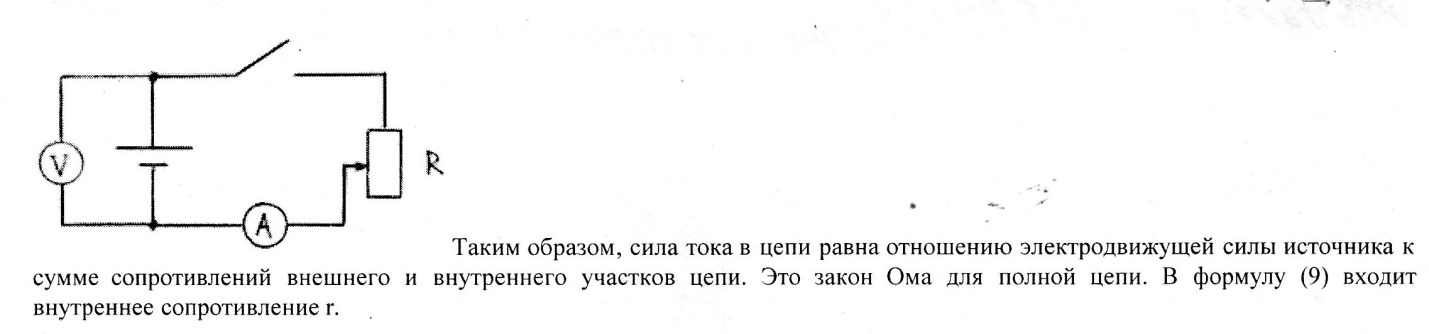 V
R
A
Таким образом, сила тока в цепи равна отношению электродвижущей силы источника к
сумме сопротивлений внешнего и внутреннего участков цепи. Это закон Ома для полной цепи. В формулу (9) входит
внутреннее сопротивление r.